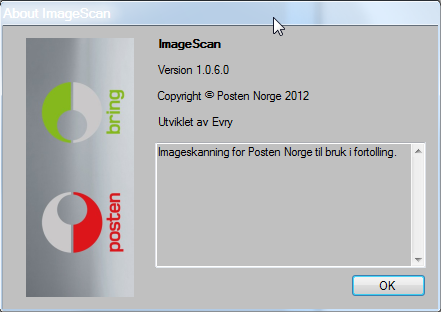 About ImageScan
ImageScan
Version 1.0.6.0
Copyright © Posten Norge 2012
Utviklet av Evry
bring
posten
Imageskanning for Posten Norge til bruk i fortolling.
OK